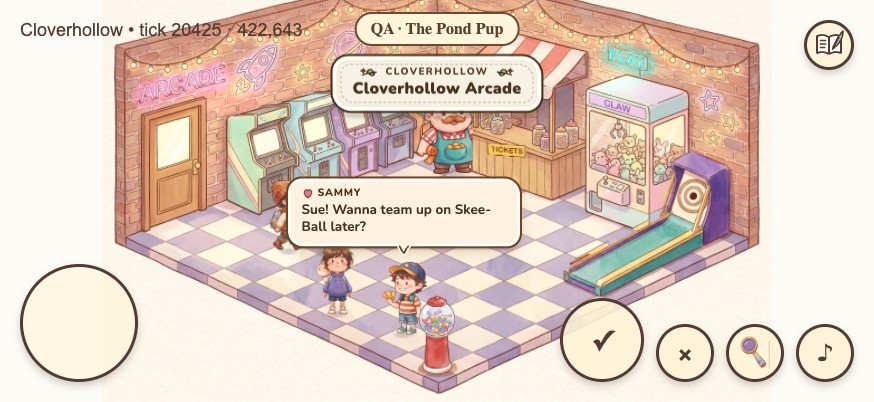 Cloverhollow • tick 20425 · 422,643
QA · The Pond Pup
CLOVERHOLLOW
Cloverhollow Arcade
ARCADE
PLAY
CLAW
TICKETS
SAMMY
Sue! Wanna team up on Skee-
Ball later?